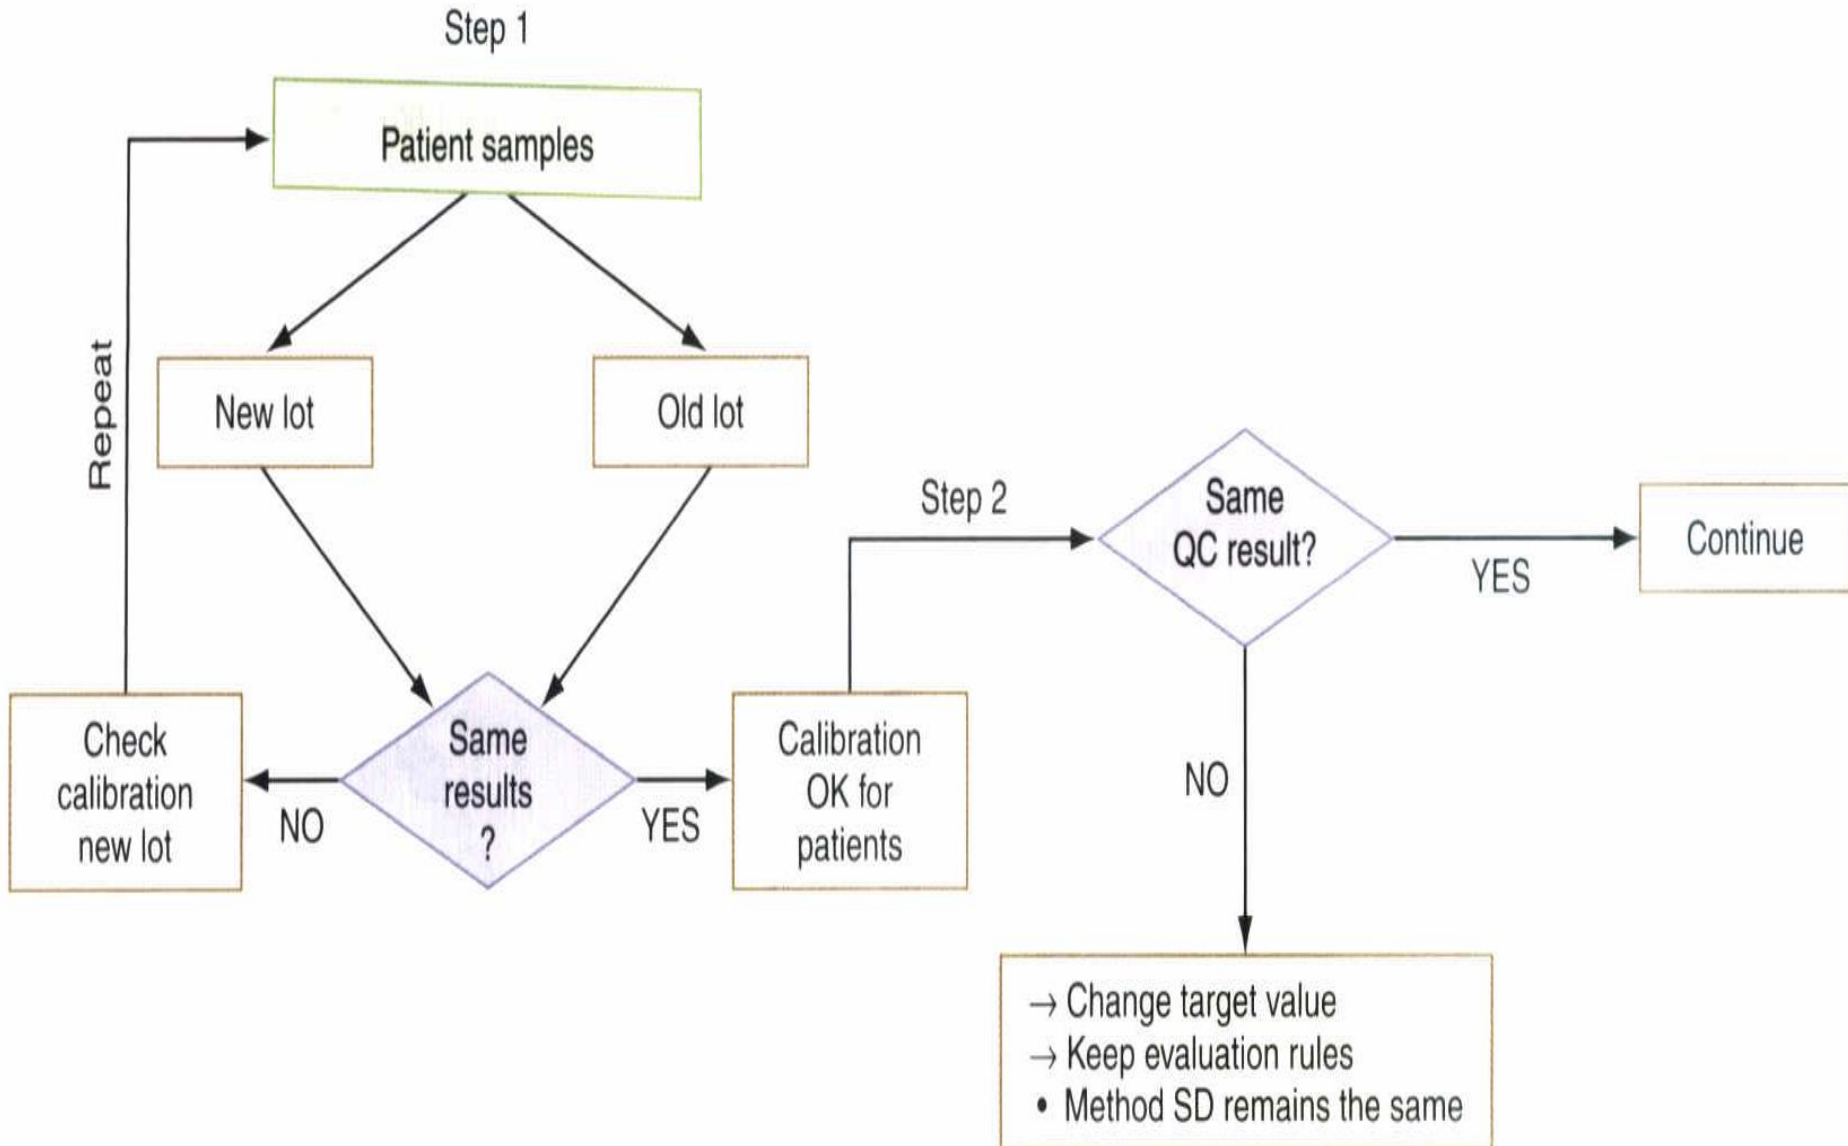 Step 1
Patient samples
Repeat
New lot
Old lot
Step 2
Same
QC result?
YES
Continue
Check
calibration
new lot
NO
Same
results
?
YES
Calibration
OK for
patients
NO
→ Change target value
→ Keep evaluation rules
• Method SD remains the same